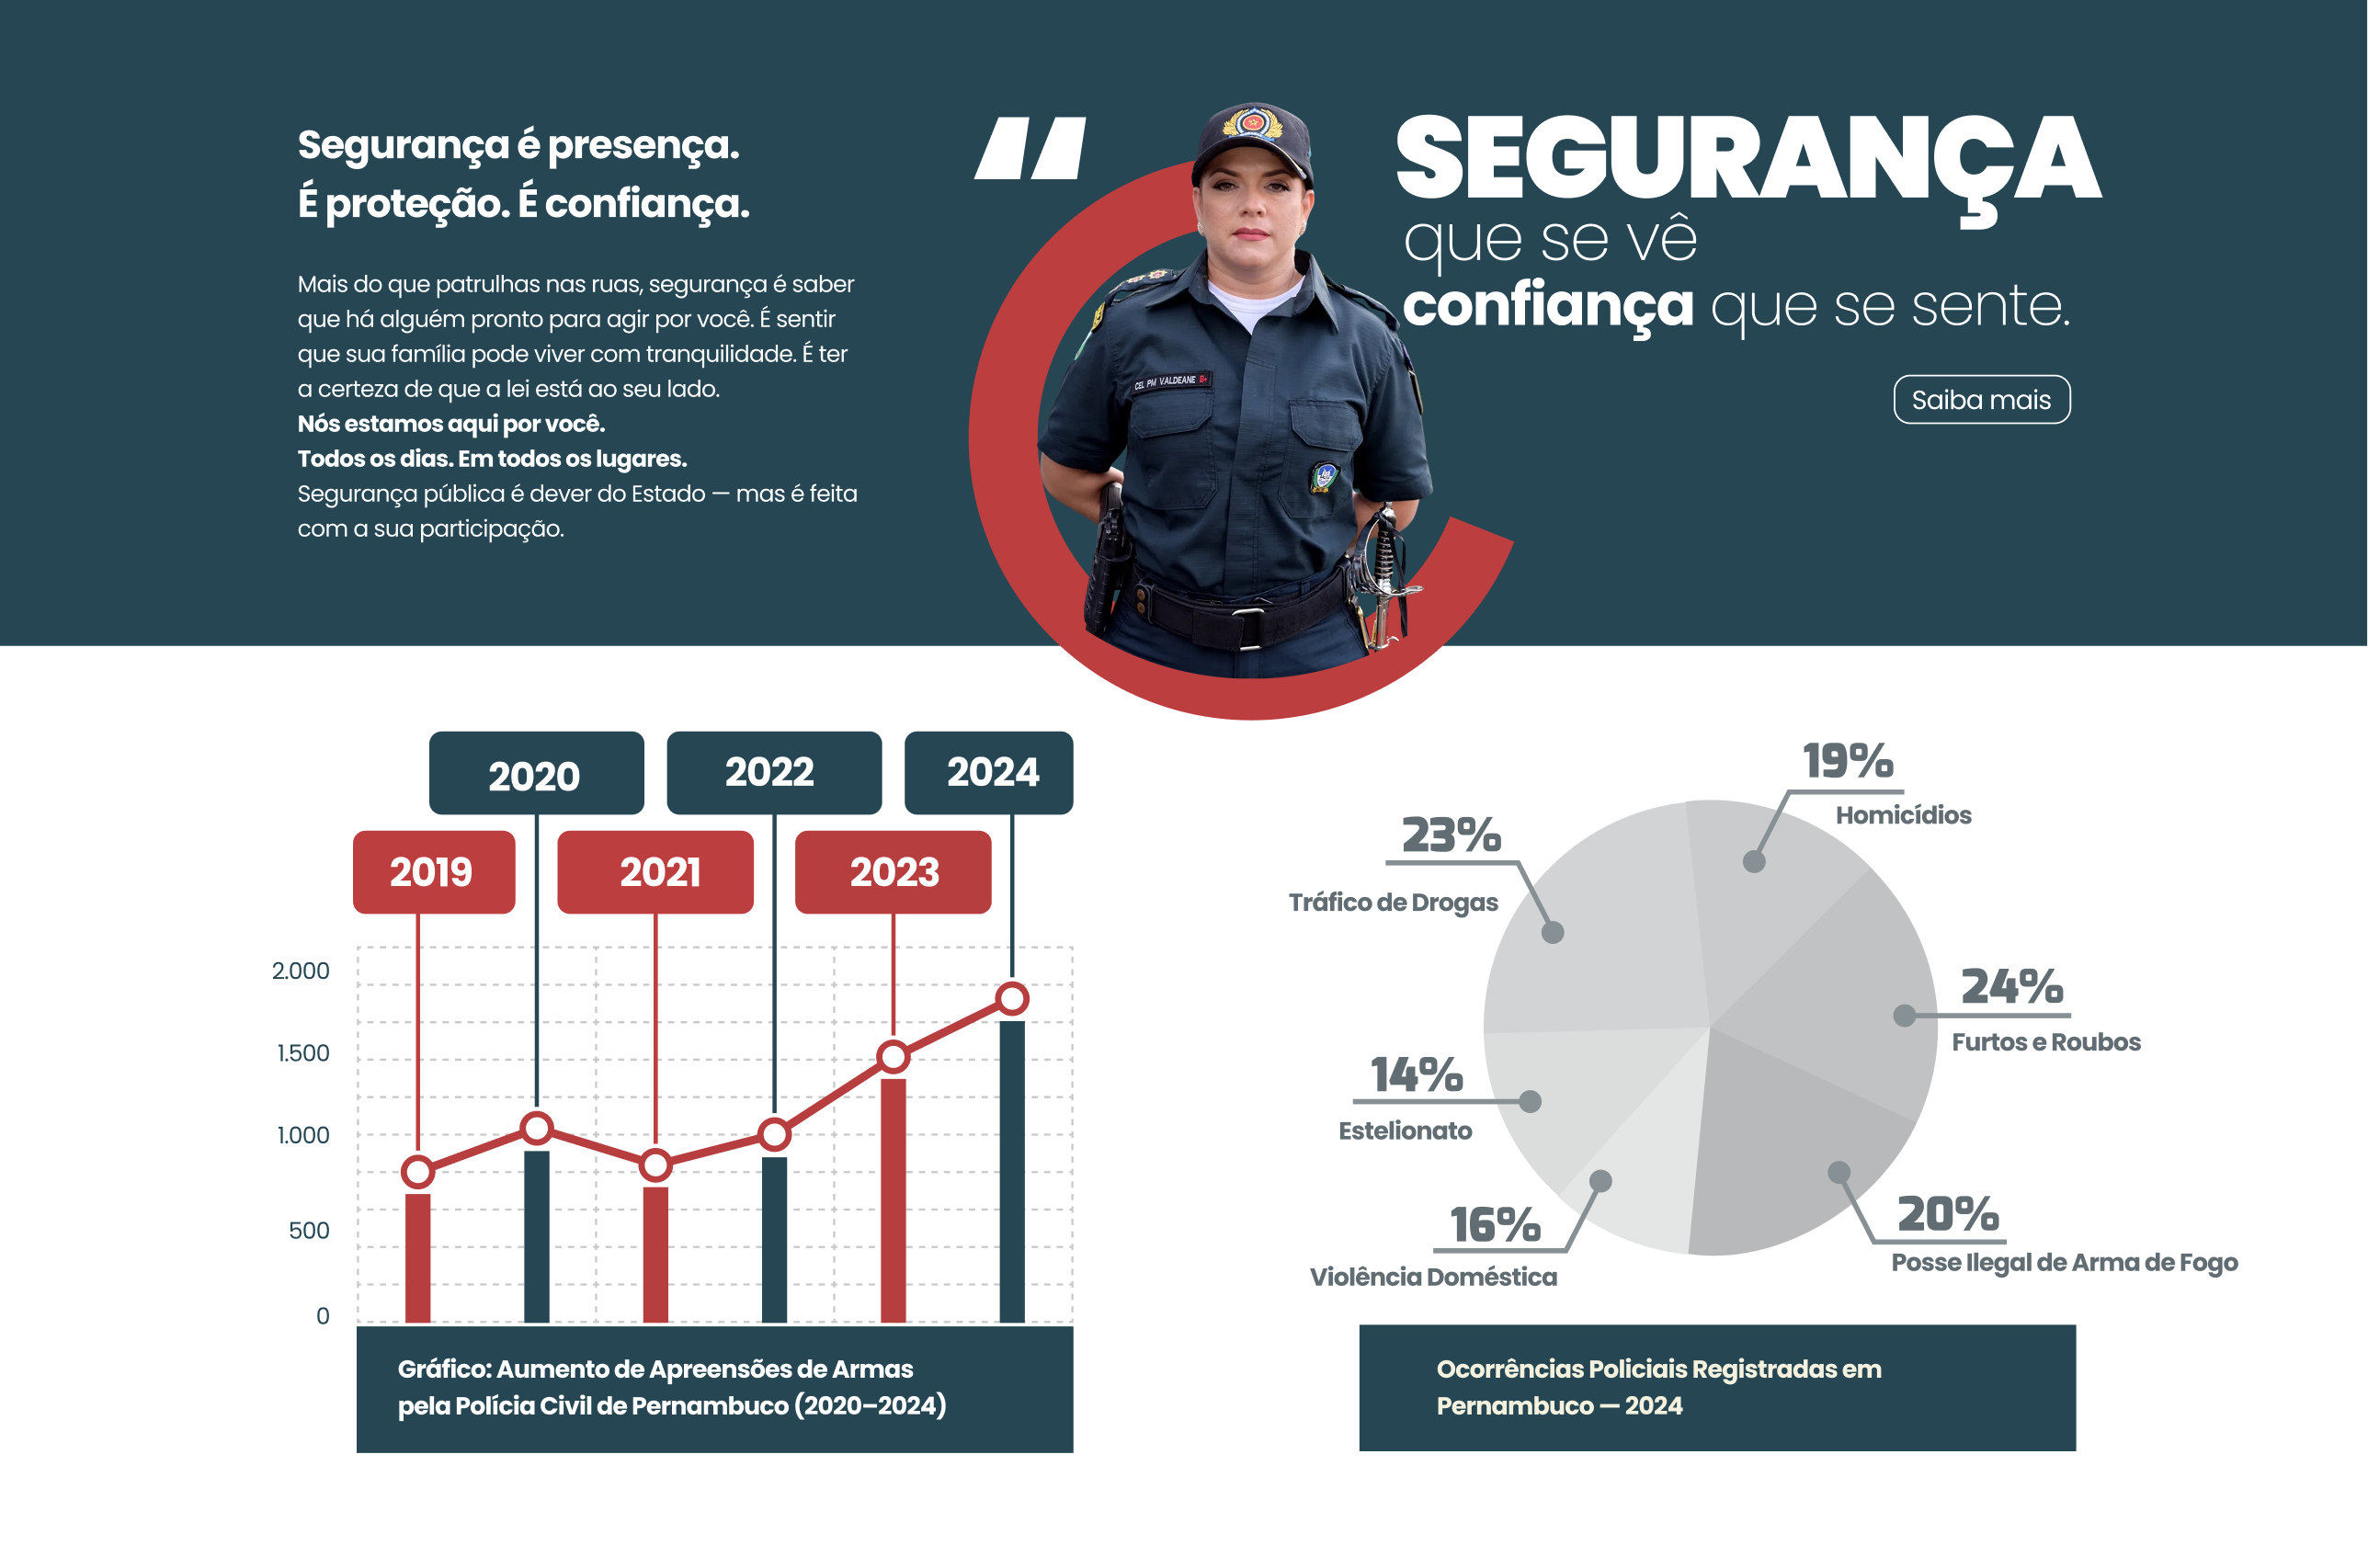 Segurança é presença.
É proteção. É confiança.
Mais do que patrulhas nas ruas, segurança é saber
que há alguém pronto para agir por você. É sentir
que sua família pode viver com tranquilidade. É ter
a certeza de que a lei está ao seu lado.
Nós estamos aqui por você.
Todos os dias. Em todos os lugares.
Segurança pública é dever do Estado — mas é feita
com a sua participação.
“
CEL PM VALDEANE
SEGURANÇA
que se vê
confiança que se sente.
Saiba mais
2020
2022
2024
2019
2021
2023
2.000
1.500
1.000
500
0
Gráfico: Aumento de Apreensões de Armas
pela Polícia Civil de Pernambuco (2020–2024)
19%
Homicídios
23%
Tráfico de Drogas
24%
Furtos e Roubos
14%
Estelionato
20%
Posse Ilegal de Arma de Fogo
16%
Violência Doméstica
Ocorrências Policiais Registradas em
Pernambuco — 2024